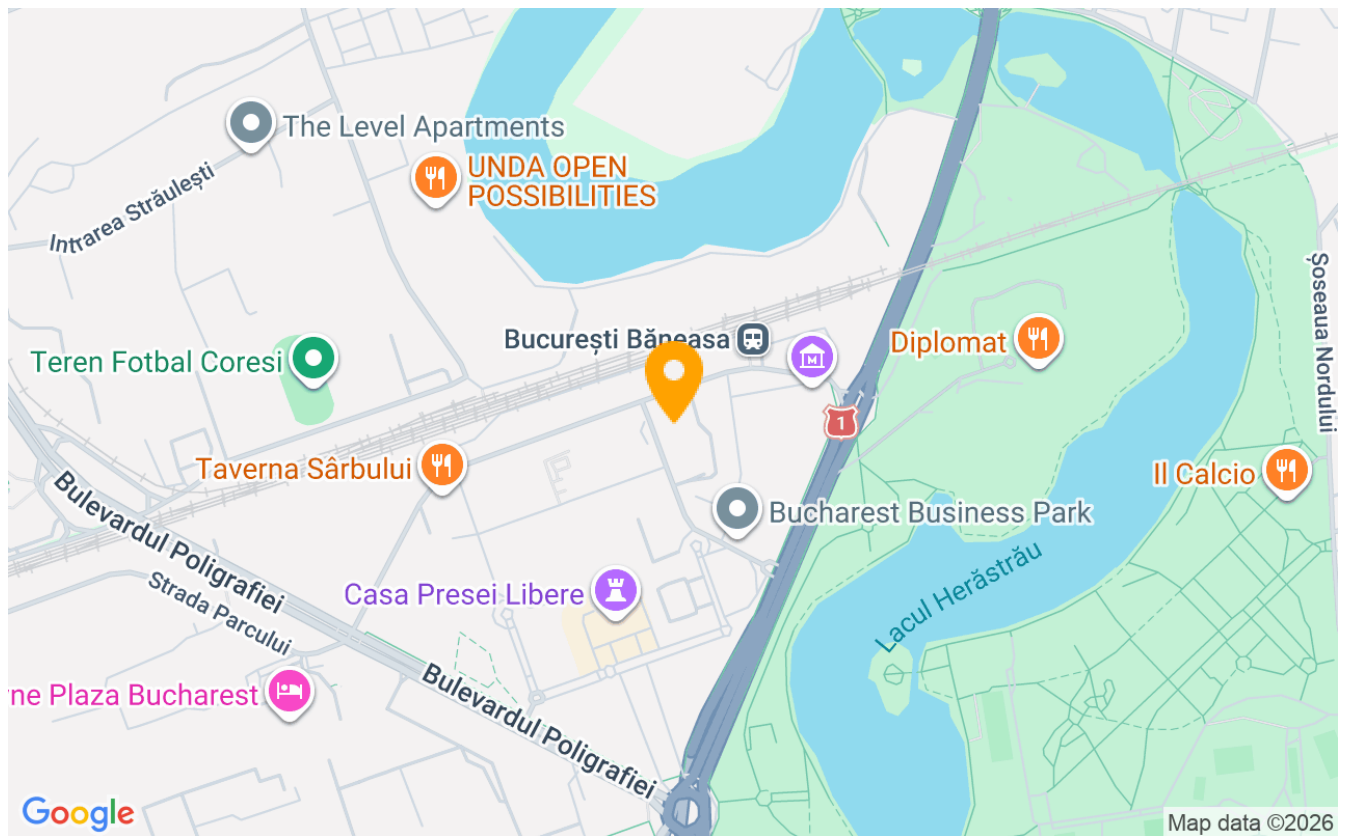 The Level Apartments
UNDA OPEN
POSSIBILITIES
Intrarea Străulești
Șoseaua Nordului
București Băneasa
Diplomat
Teren Fotbal Coresi
1
Taverna Sârbului
Il Calcio
Bucharest Business Park
Bulevardul Poligrafiei
Lacul Herăstrău
Strada Parcului
Casa Presei Libere
ne Plaza Bucharest
Bulevardul Poligrafiei
Google
Map data ©2026